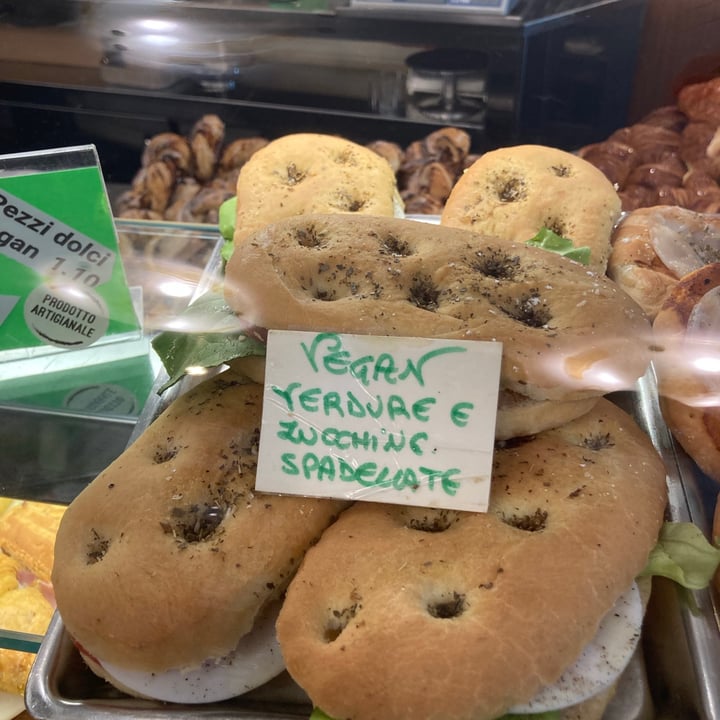 Pezzi dolci
gan 1.10
PRODOTTO
ARTIGIANALE
VEGAN
VERDURE E
ZUCCHINE
SPADELLATE